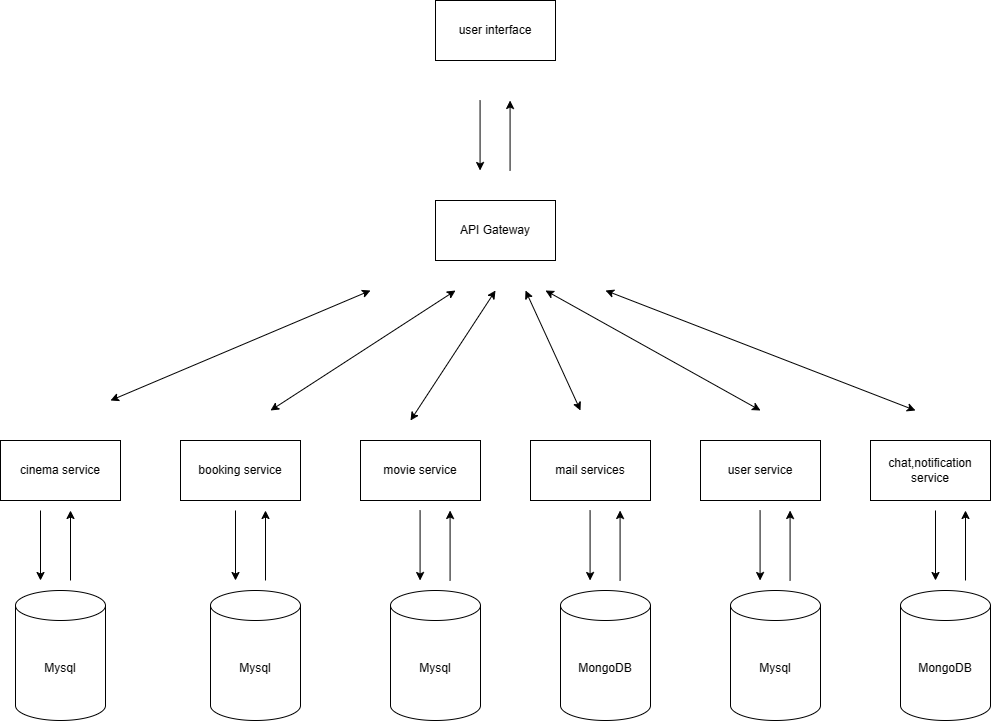 user interface
API Gateway
cinema service
booking service
movie service
mail services
user service
chat,notification
service
Mysql
Mysql
Mysql
MongoDB
Mysql
MongoDB